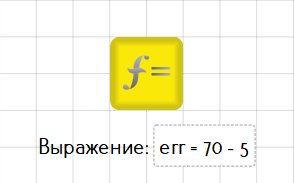 f=
Выражение: err = 70 - 5